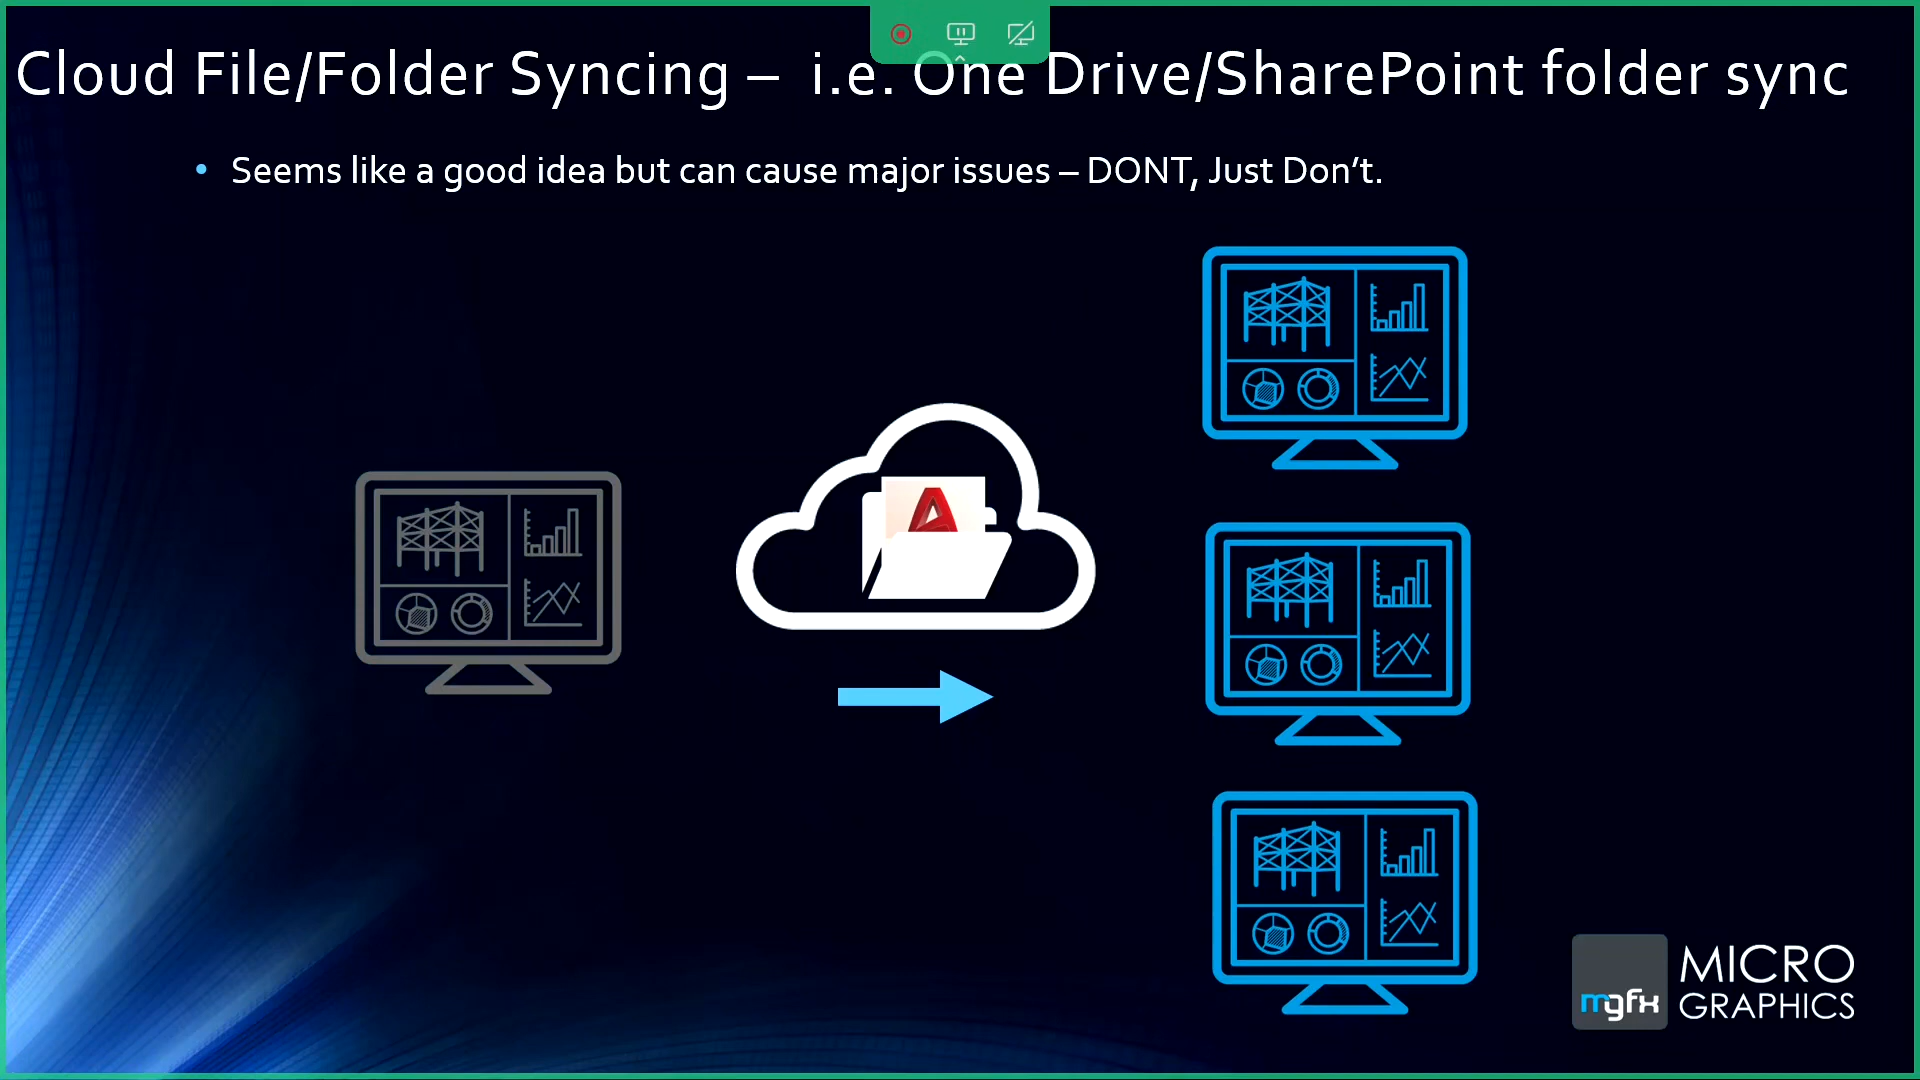 Cloud File/Folder Syncing – i.e. One Drive/SharePoint folder sync
• Seems like a good idea but can cause major issues – DONT, Just Don’t.
A
mgfx
MICRO
GRAPHICS